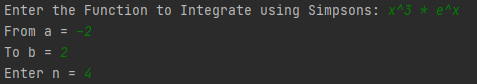 Enter the Function to Integrate using Simpsons: x^3 * e^x
From a = -2
To b = 2
Enter n = 4